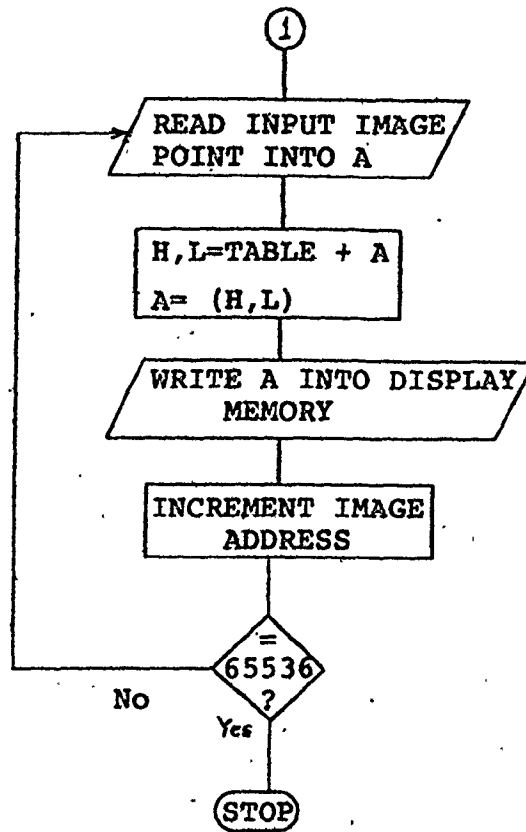 1
READ INPUT IMAGE
POINT INTO A
H,L=TABLE + A
A= (H,L)
WRITE A INTO DISPLAY
MEMORY
INCREMENT IMAGE
ADDRESS
=
65536
?
No
Yes
STOP